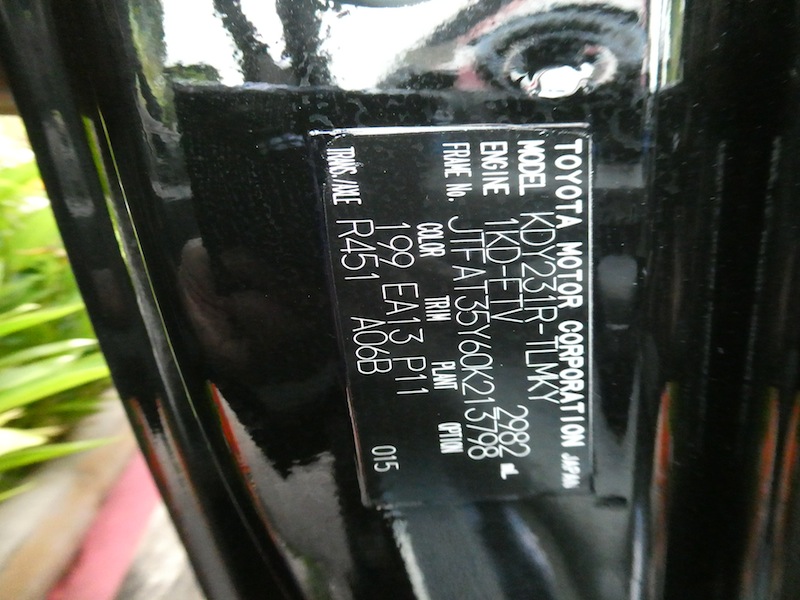 TOYOTA MOTOR CORPORATION JAPAN
MODEL KDY231R-TLMKY
ENGINE 1KD-FTV 2982 mL
FRAME No. JTFAT35Y60K213798
COLOR TRIM PLNT OPTION
199 EA13 P11
TRANS./AXLE R451 A06B
015